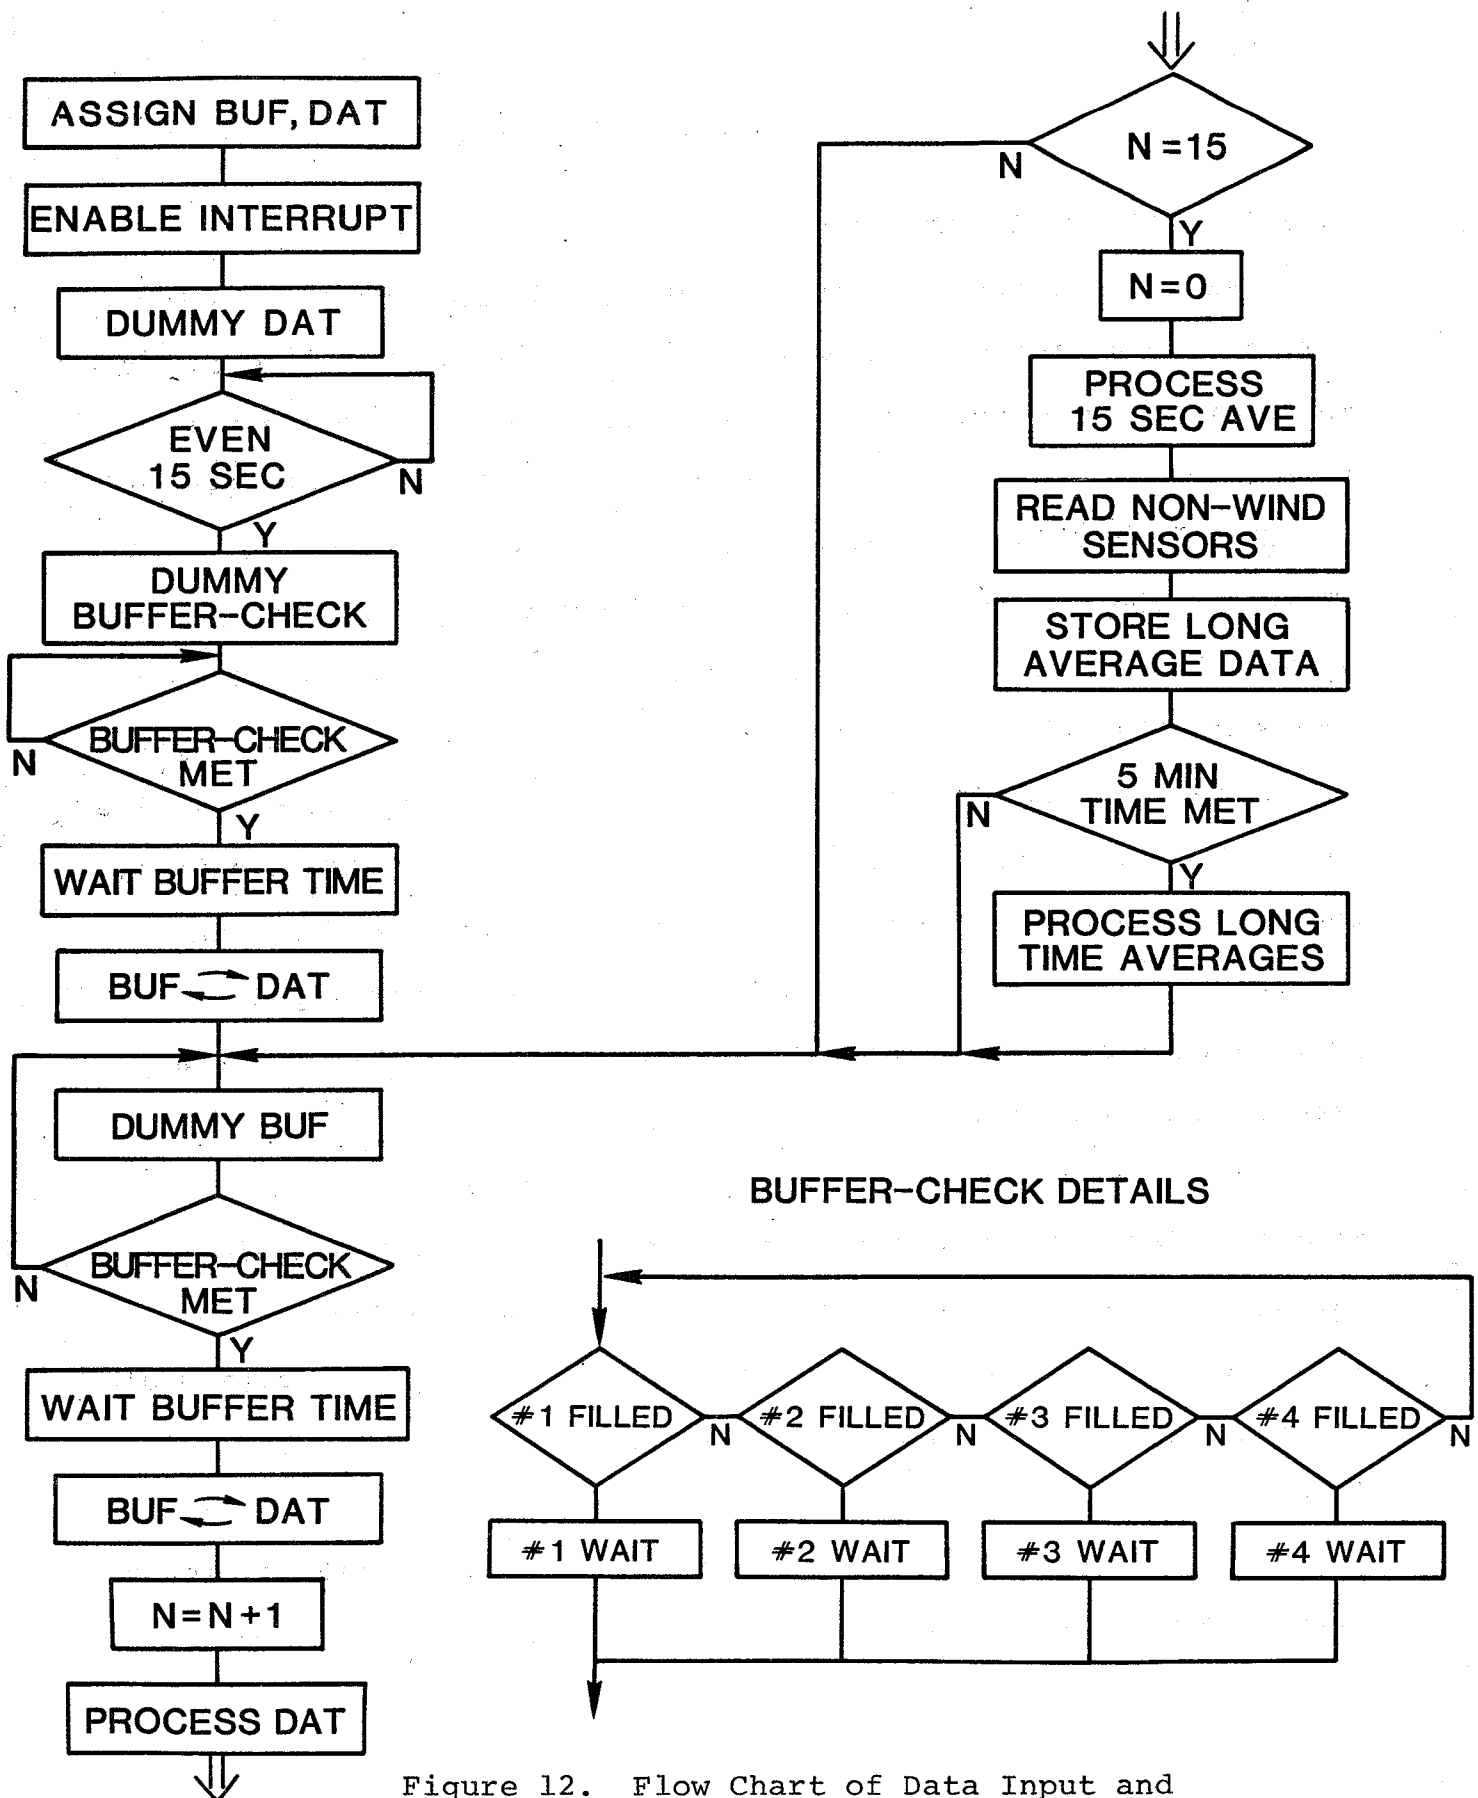 ASSIGN BUF, DAT
ENABLE INTERRUPT
DUMMY DAT
EVEN
15 SEC
N
Y
DUMMY
BUFFER-CHECK
BUFFER-CHECK
MET
N
Y
WAIT BUFFER TIME
BUF DAT
DUMMY BUF
BUFFER-CHECK
MET
N
Y
WAIT BUFFER TIME
BUF DAT
N=N+1
PROCESS DAT
N=15
N
Y
N=0
PROCESS
15 SEC AVE
READ NON-WIND
SENSORS
STORE LONG
AVERAGE DATA
5 MIN
TIME MET
N
Y
PROCESS LONG
TIME AVERAGES
BUFFER-CHECK DETAILS
#1 FILLED
N
#2 FILLED
N
#3 FILLED
N
#4 FILLED
N
#1 WAIT
#2 WAIT
#3 WAIT
#4 WAIT
Figure 12. Flow Chart of Data Input and